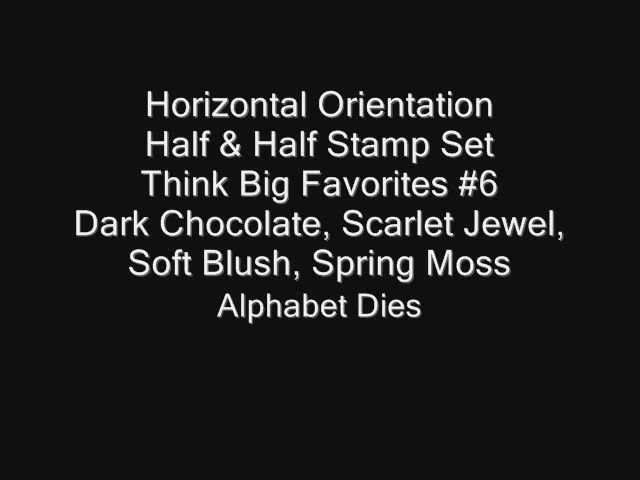 Horizontal Orientation
Half & Half Stamp Set
Think Big Favorites #6
Dark Chocolate, Scarlet Jewel,
Soft Blush, Spring Moss
Alphabet Dies